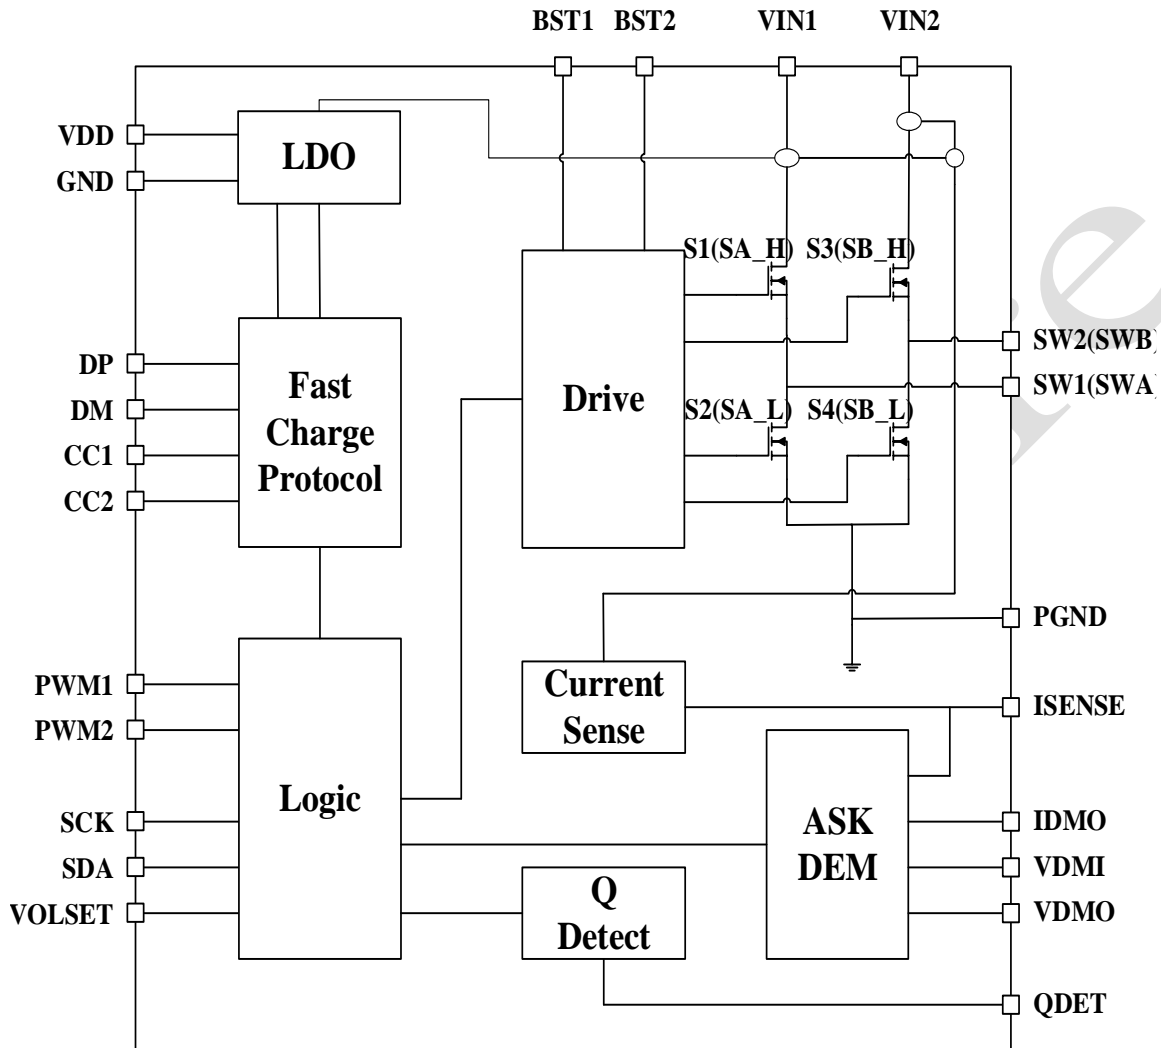 BST1 BST2 VIN1 VIN2
VDD
LDO
GND
S1(SA_H) S3(SB_H)
SW2(SWB)
DP
Fast
Charge
Protocol
Drive
SW1(SWA)
DM
S2(SA_L) S4(SB_L)
CC1
CC2
PGND
PWM1
Current
Sense
ISENSE
PWM2
Logic
SCK
ASK
DEM
IDMO
SDA
VDMI
VOLSET
Q
Detect
VDMO
QDET